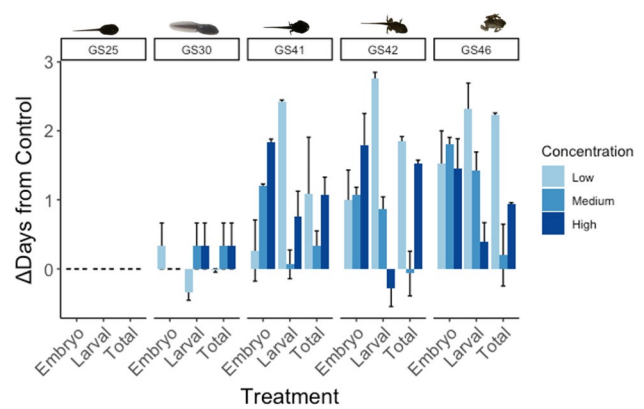 GS25 GS30 GS41 GS42 GS46
3
2
1
0
ΔDays from Control
Embryo Larval Total Embryo Larval Total Embryo Larval Total Embryo Larval Total Embryo Larval Total
Treatment
Concentration
Low
Medium
High